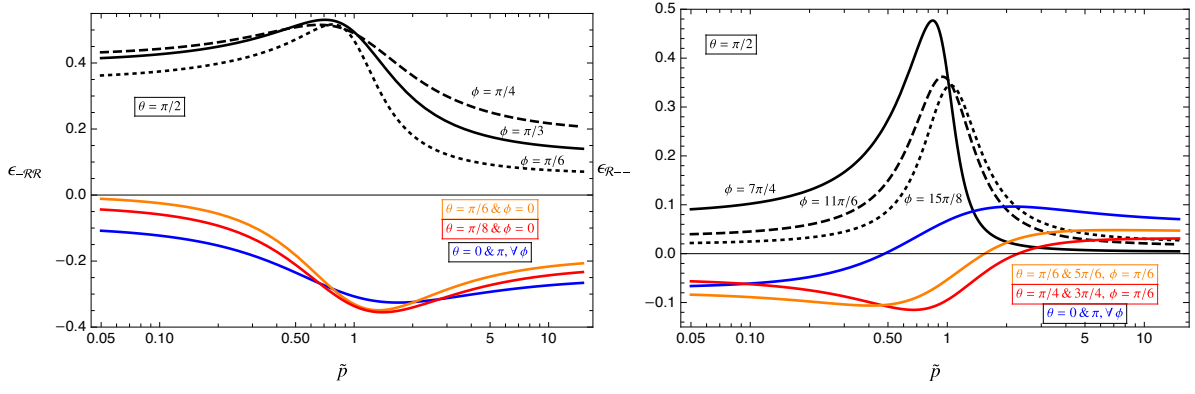 ϵ₋RR
0.4
0.2
0.0
-0.2
-0.4
θ = π/2
ϕ = π/4
ϕ = π/3
ϕ = π/6
θ = π/6 & ϕ = 0
θ = π/8 & ϕ = 0
θ = 0 & π, ∀ ϕ
0.05 0.10 0.50 1 5 10
p̃
ϵR−−
0.5
0.4
0.3
0.2
0.1
0.0
-0.1
θ = π/2
ϕ = 7π/4
ϕ = 11π/6
ϕ = 15π/8
θ = π/6 & 5π/6, ϕ = π/6
θ = π/4 & 3π/4, ϕ = π/6
θ = 0 & π, ∀ ϕ
0.05 0.10 0.50 1 5 10
p̃